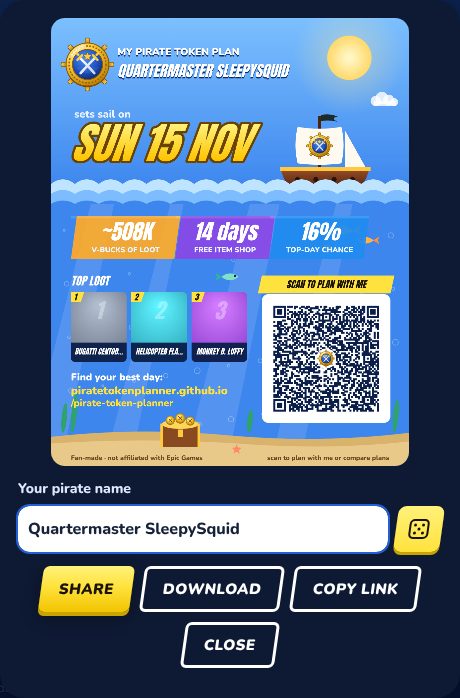 MY PIRATE TOKEN PLAN
QUARTERMASTER SLEEPYSQUID
sets sail on
SUN 15 NOV
~508K
V-BUCKS OF LOOT
14 days
FREE ITEM SHOP
16%
TOP-DAY CHANCE
TOP LOOT
SCAN TO PLAN WITH ME
1 1
2 2
3 3
BUGATTI CENTOD...
HELICOPTER FLA...
MONKEY D. LUFFY
Find your best day:
piratetokenplanner.github.io
/pirate-token-planner
Fan-made · not affiliated with Epic Games
scan to plan with me or compare plans
Your pirate name
Quartermaster SleepySquid
SHARE
DOWNLOAD
COPY LINK
CLOSE